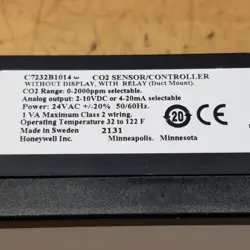 C7232B1014 CO2 SENSOR/CONTROLLER
WITHOUT DISPLAY, WITH RELAY (Duct Mount).
CO2 Range: 0-2000ppm selectable.
Analog output: 2-10VDC or 4-20mA selectable
Power: 24VAC +/-20% 50/60Hz.
1 VA Maximum Class 2 wiring.
Operating Temperature 32 to 122 F
Made in Sweden 2131
Honeywell Inc. Minneapolis. Minnesota
20